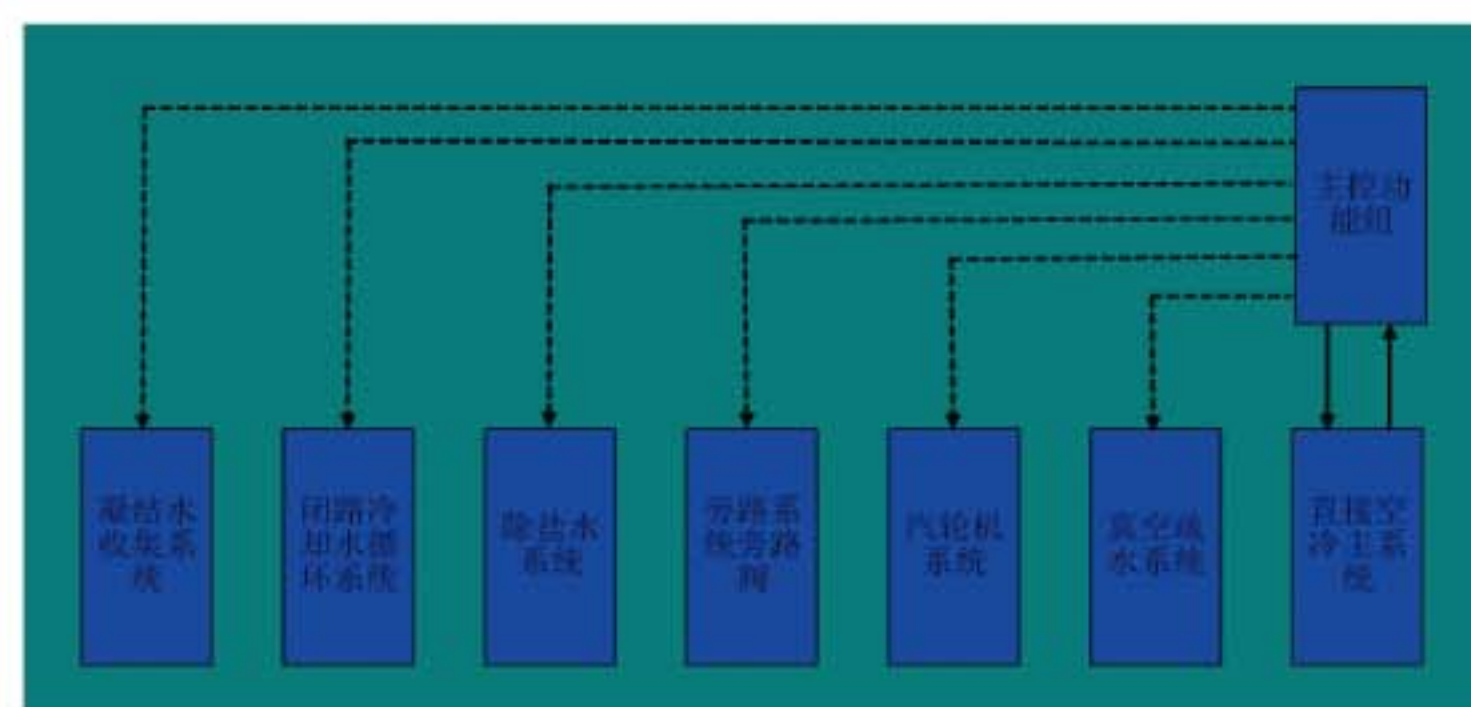 主控功
能组
凝结水
收集系
统
闭路冷
却水循
环系统
除盐水
系统
旁路系
统旁路
阀
汽轮机
系统
真空疏
水系统
直接空
冷主系
统